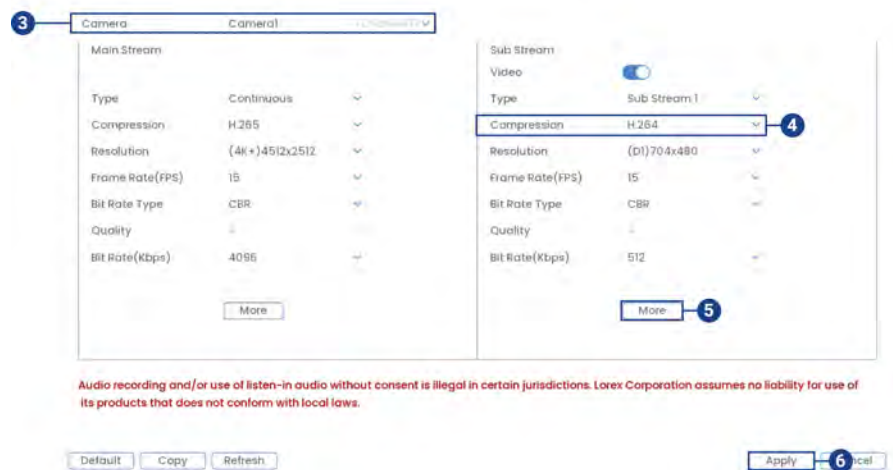 3 Camera Camera1
Main Stream
Type Continuous
Compression H.265
Resolution (4K+)4512x2512
Frame Rate(FPS) 15
Bit Rate Type CBR
Quality -
Bit Rate(Kbps) 4096
More
Sub Stream
Video
Type Sub Stream 1
Compression H.264 4
Resolution (D1)704x480
Frame Rate(FPS) 15
Bit Rate Type CBR
Quality -
Bit Rate(Kbps) 512
More 5
Audio recording and/or use of listen-in audio without consent is illegal in certain jurisdictions. Lorex Corporation assumes no liability for use of
its products that does not conform with local laws.
Default Copy Refresh Apply 6 ncel